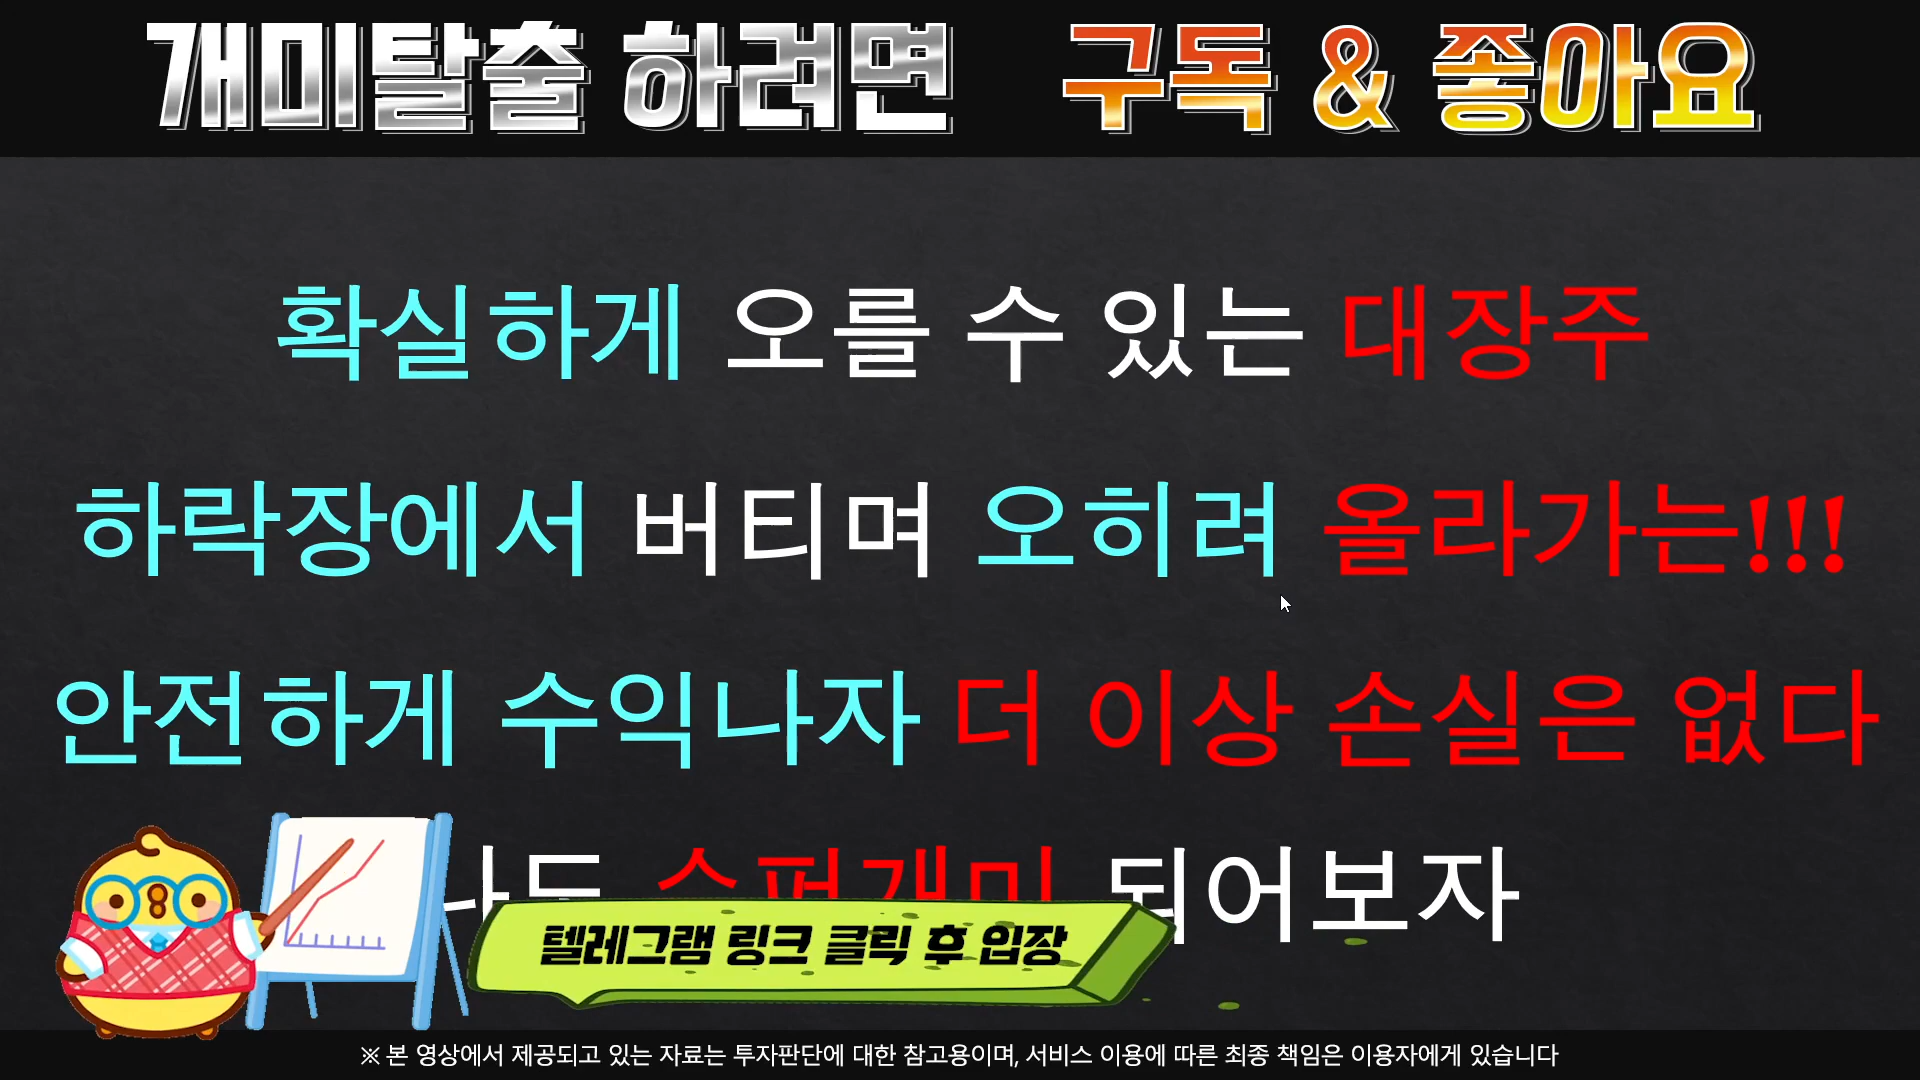 개미탈출 하려면 구독 & 좋아요
확실하게 오를 수 있는 대장주
하락장에서 버티며 오히려 올라가는!!!
안전하게 수익나자 더 이상 손실은 없다
슈퍼개미 되어보자
텔레그램 링크 클릭 후 입장
※ 본 영상에서 제공되고 있는 자료는 투자판단에 대한 참고용이며, 서비스 이용에 따른 최종 책임은 이용자에게 있습니다